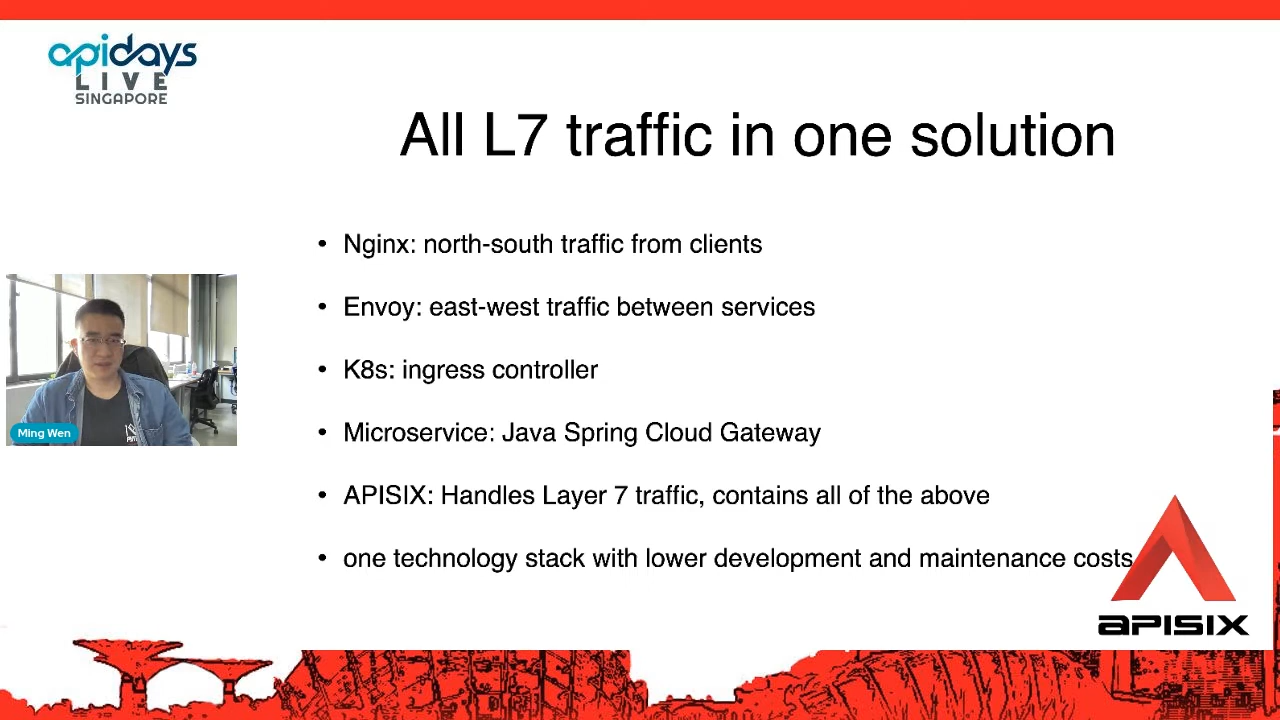 apidays
LIVE
SINGAPORE
All L7 traffic in one solution
• Nginx: north-south traffic from clients
• Envoy: east-west traffic between services
• K8s: ingress controller
• Microservice: Java Spring Cloud Gateway
• APISIX: Handles Layer 7 traffic, contains all of the above
• one technology stack with lower development and maintenance costs
Ming Wen
APISIX